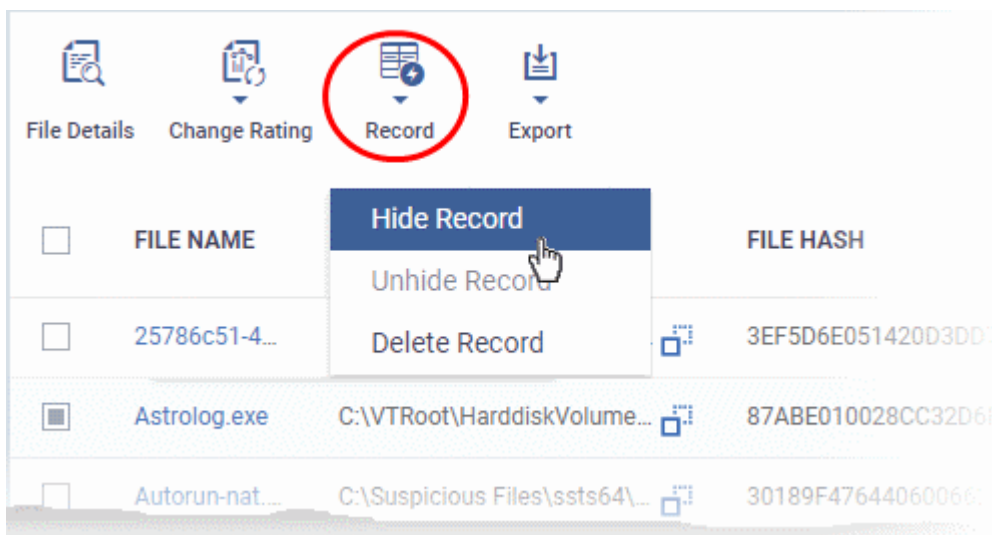 File Details Change Rating Record Export
Hide Record
FILE NAME FILE HASH
Unhide Record
Delete Record
25786c51-4... 3EF5D6E051420D3DD
Astrolog.exe C:\VTRoot\HarddiskVolume... 87ABE010028CC32D6
Autorun-nat.... C:\Suspicious Files\ssts64\... 30189F4764406006